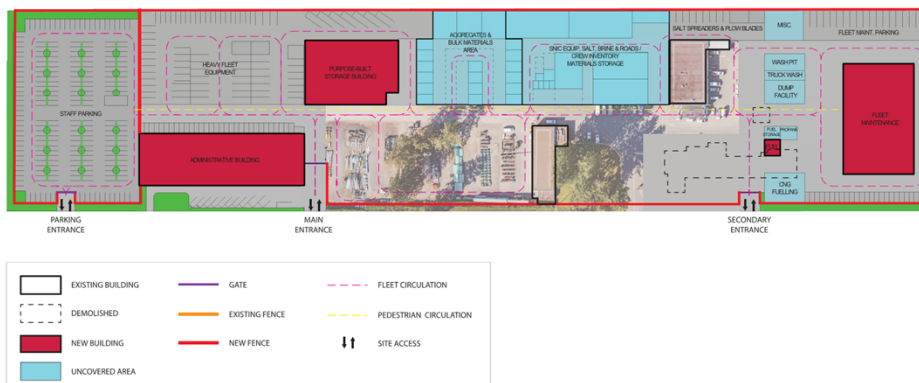 AGGREGATES &
BULK MATERIALS
AREA
SALT SPREADERS & PLOW BLADES
MISC.
FLEET MAINT. PARKING
HEAVY FLEET
EQUIPMENT
PURPOSE-BUILT
STORAGE BUILDING
SNIC EQUIP, SALT, BRINE & ROADS /
CREW INVENTORY
MATERIALS STORAGE
WASH PIT
TRUCK WASH
DUMP
FACILITY
STAFF PARKING
FLEET
MAINTENANCE
FUEL
STORAGE
PROPANE
ADMINISTRATIVE BUILDING
CNG
FUELLING
PARKING
ENTRANCE
MAIN
ENTRANCE
SECONDARY
ENTRANCE
EXISTING BUILDING
GATE
FLEET CIRCULATION
DEMOLISHED
EXISTING FENCE
PEDESTRIAN CIRCULATION
NEW BUILDING
NEW FENCE
SITE ACCESS
UNCOVERED AREA